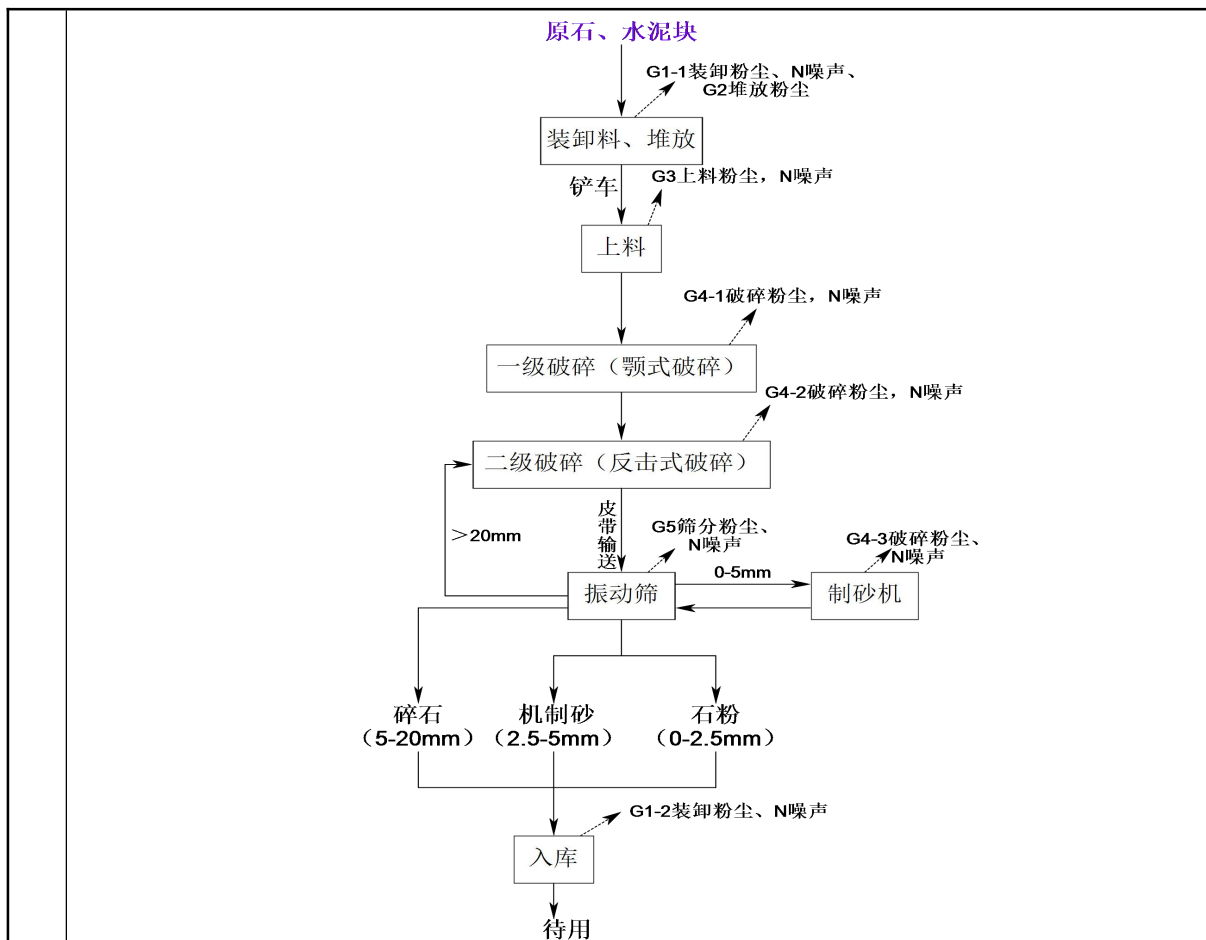 原石、水泥块
G1-1装卸粉尘、N噪声、
G2堆放粉尘
装卸料、堆放
铲车
G3上料粉尘，N噪声
上料
G4-1破碎粉尘，N噪声
一级破碎（颚式破碎）
G4-2破碎粉尘，N噪声
二级破碎（反击式破碎）
＞20mm
皮带输送
G5筛分粉尘、
N噪声
G4-3破碎粉尘、
N噪声
振动筛
0-5mm
制砂机
碎石
（5-20mm）
机制砂
（2.5-5mm）
石粉
（0-2.5mm）
G1-2装卸粉尘、N噪声
入库
待用